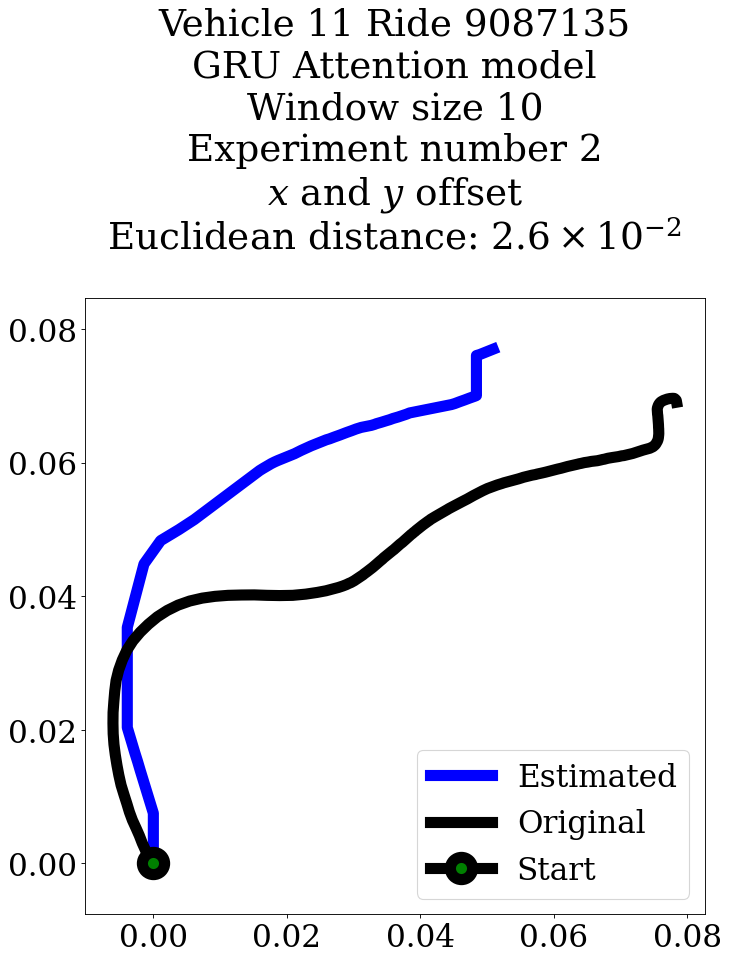 Vehicle 11 Ride 9087135
GRU Attention model
Window size 10
Experiment number 2
x and y offset
Euclidean distance: 2.6 × 10⁻²
0.08
0.06
0.04
0.02
0.00
Estimated
Original
Start
0.00 0.02 0.04 0.06 0.08